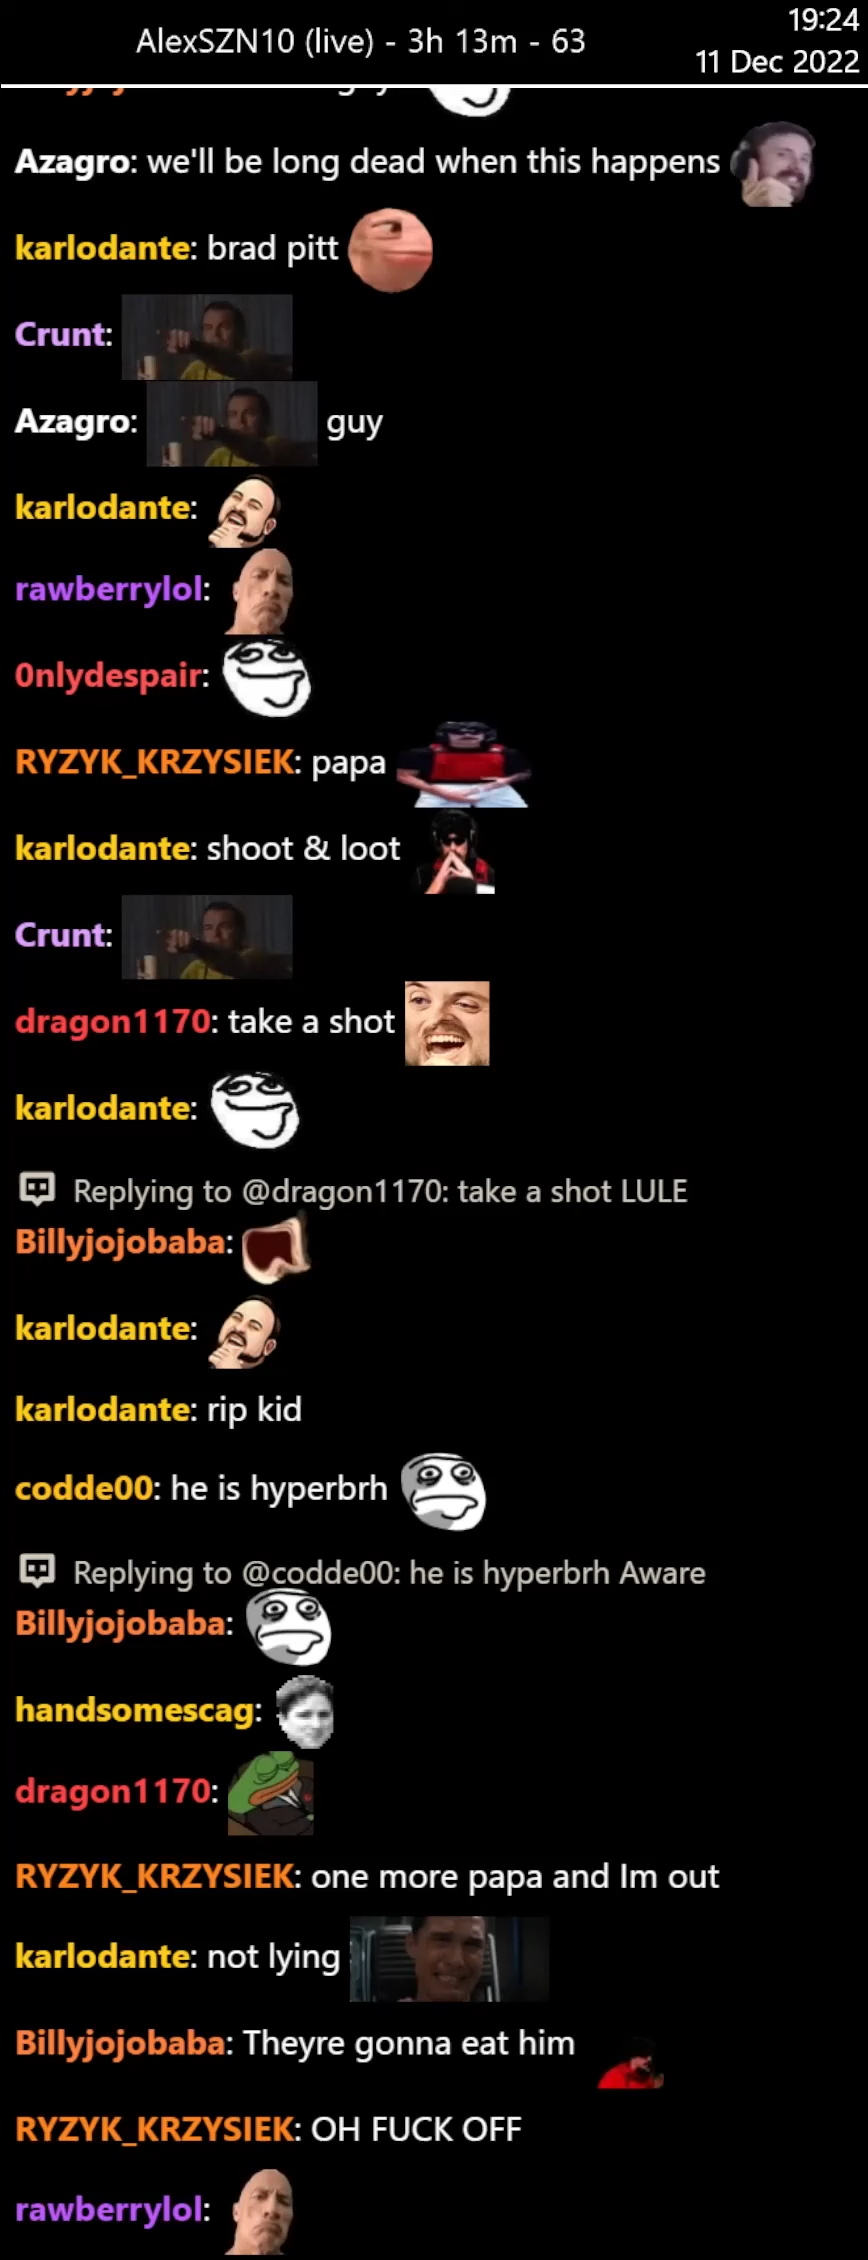 AlexSZN10 (live) - 3h 13m - 63
19:24
11 Dec 2022
Azagro: we'll be long dead when this happens
karlodante: brad pitt
Crunt:
Azagro: guy
karlodante:
rawberrylol:
0nlydespair:
RYZYK_KRZYSIEK: papa
karlodante: shoot & loot
Crunt:
dragon1170: take a shot
karlodante:
Replying to @dragon1170: take a shot LULE
Billyjojobaba:
karlodante:
karlodante: rip kid
codde00: he is hyperbrh
Replying to @codde00: he is hyperbrh Aware
Billyjojobaba:
handsomescag:
dragon1170:
RYZYK_KRZYSIEK: one more papa and Im out
karlodante: not lying
Billyjojobaba: Theyre gonna eat him
RYZYK_KRZYSIEK: OH FUCK OFF
rawberrylol: